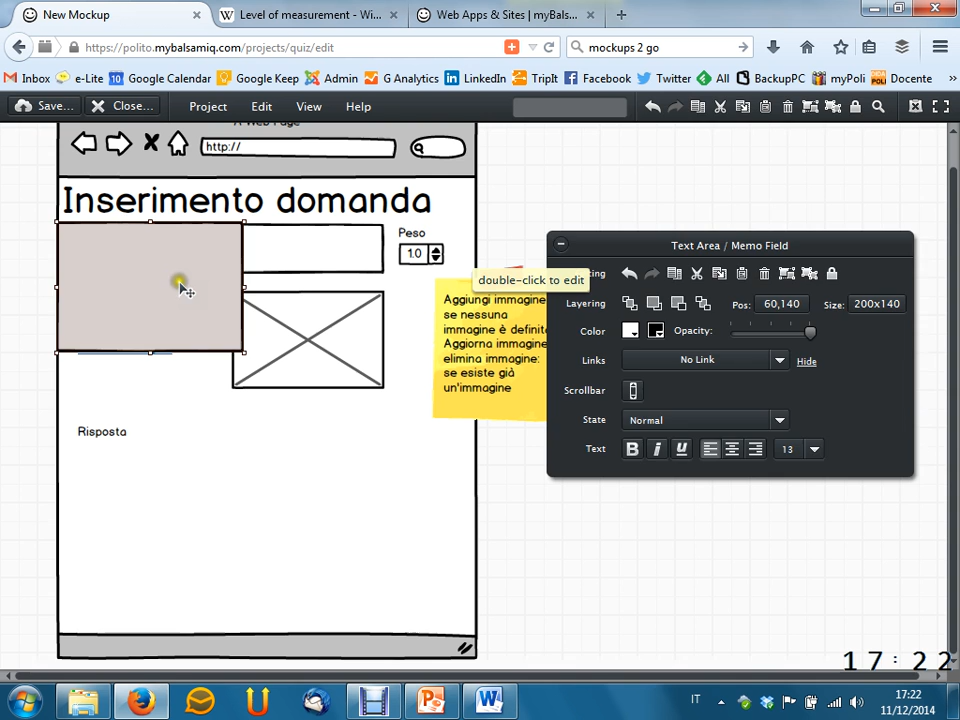 New Mockup
Level of measurement - Wi...
Web Apps & Sites | myBals...
https://polito.mybalsamiq.com/projects/quiz/edit
mockups 2 go
Inbox
e-Lite
10
Google Calendar
Google Keep
Admin
G Analytics
LinkedIn
TripIt
Facebook
Twitter
All
BackupPC
myPoli
Docente
Save...
Close...
Project
Edit
View
Help
A Web Page
http://
Inserimento domanda
Peso
1.0
double-click to edit
Aggiungi immagine
se nessuna
immagine è definita
Aggiorna immagine
elimina immagine:
se esiste già
un'immagine
Risposta
Text Area / Memo Field
Layering
Pos: 60,140
Size: 200x140
Color
Opacity:
Links
No Link
Hide
Scrollbar
State
Normal
Text
B i U
13
17:22
IT
17:22
11/12/2014